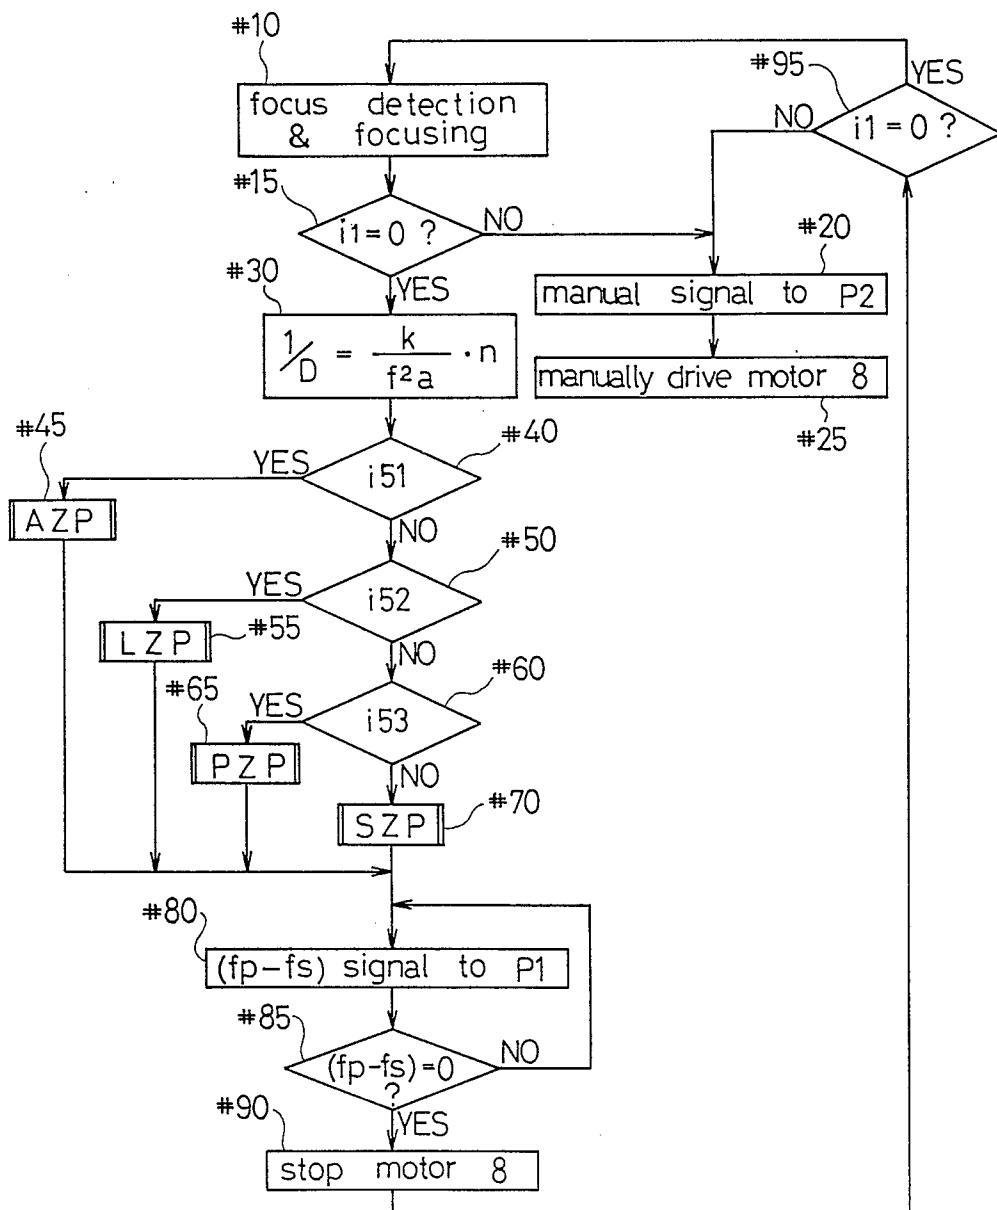 #10
focus detection
& focusing
#95
YES
NO
i1=0 ?
#15
i1=0 ?
NO
YES
#20
manual signal to P2
#30
1/D = k/f²a · n
manually drive motor 8
#25
#45
YES
#40
i51
AZP
NO
#50
YES
i52
LZP
#55
NO
#60
#65
YES
i53
PZP
NO
#70
SZP
#80
(fp-fs) signal to P1
#85
(fp-fs)=0
?
NO
YES
#90
stop motor 8